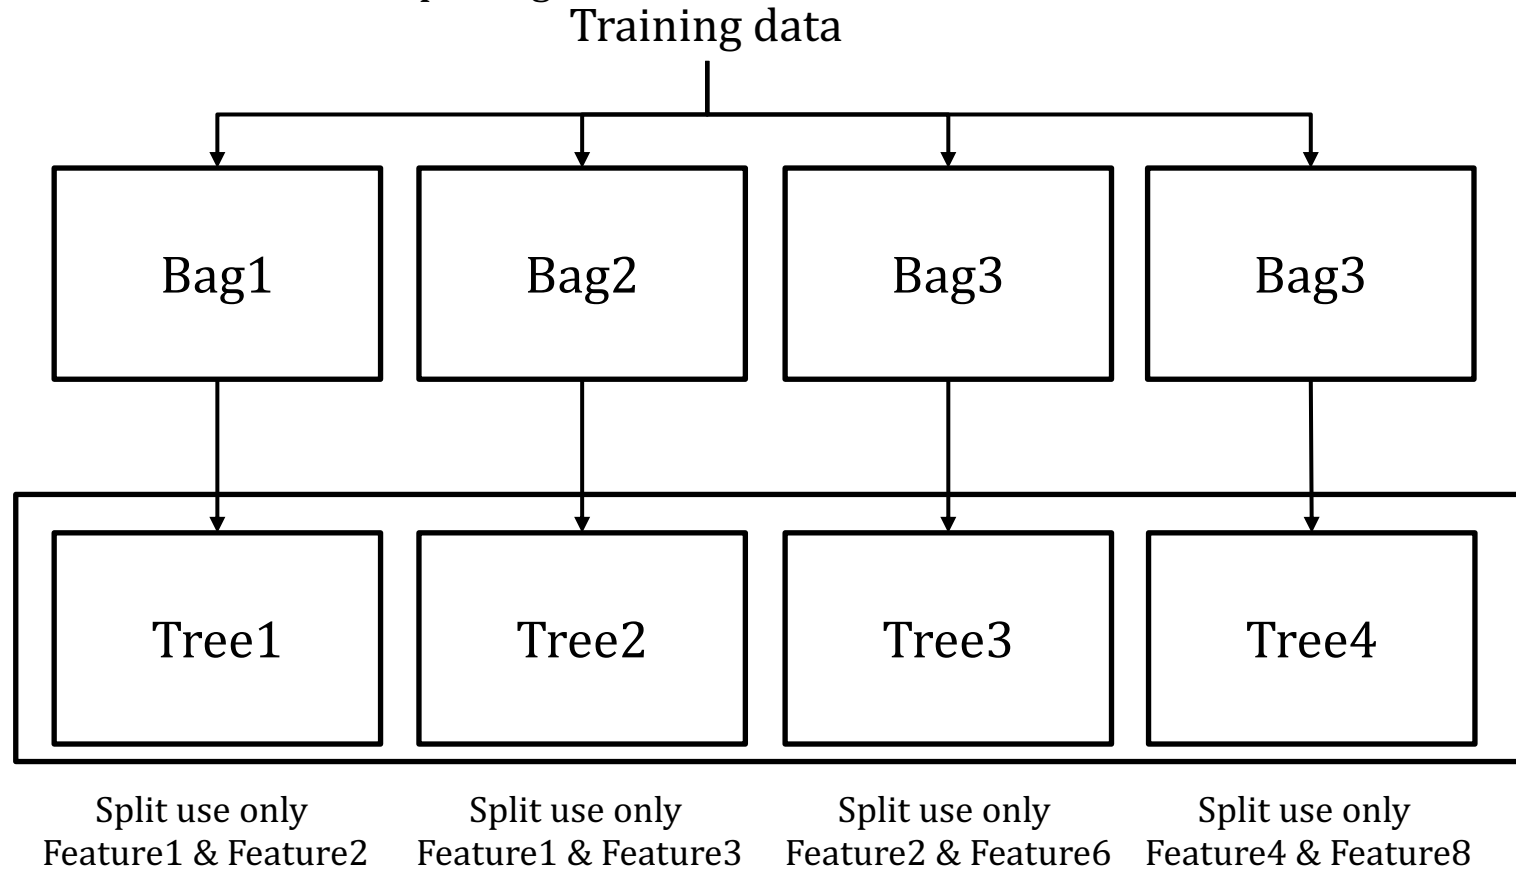 Training data
Bag1
Bag2
Bag3
Bag3
Tree1
Tree2
Tree3
Tree4
Split use only
Feature1 & Feature2
Split use only
Feature1 & Feature3
Split use only
Feature2 & Feature6
Split use only
Feature4 & Feature8